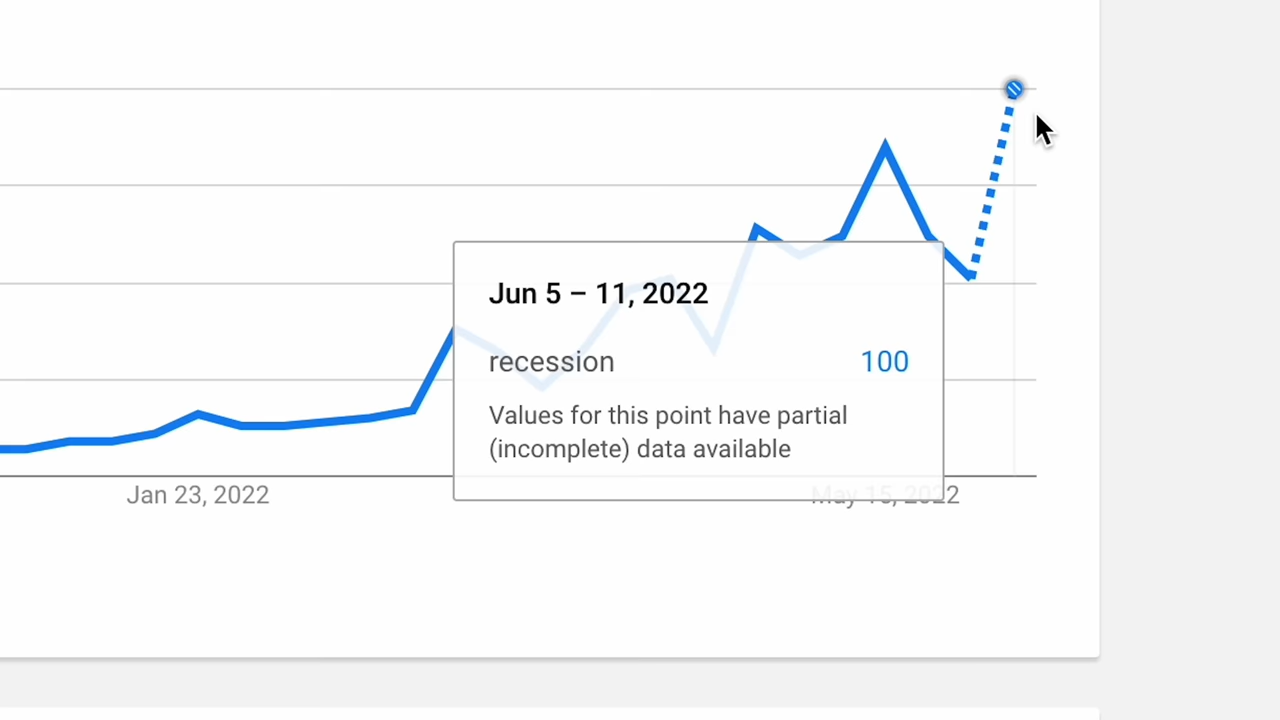 Jun 5 – 11, 2022
recession 100
Values for this point have partial
(incomplete) data available
Jan 23, 2022
May 15, 2022